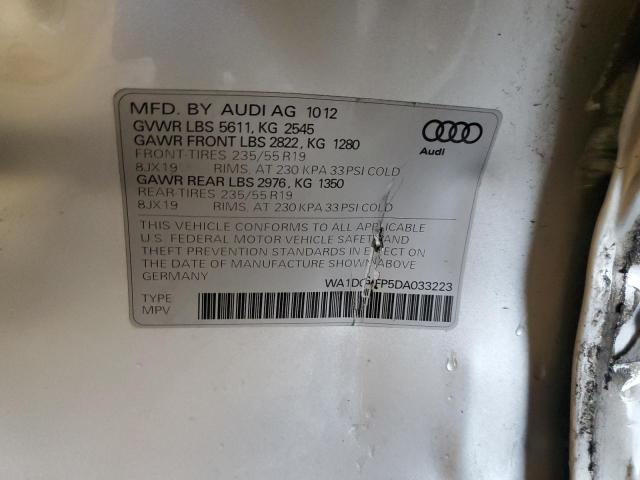 MFD. BY AUDI AG 1012
GVWR LBS 5611, KG 2545
GAWR FRONT LBS 2822, KG 1280
FRONT-TIRES 235/55 R19
8JX19 RIMS, AT 230 KPA 33 PSI COLD
GAWR REAR LBS 2976, KG 1350
REAR-TIRES 235/55 R19
8JX19 RIMS, AT 230 KPA 33 PSI COLD
Audi
THIS VEHICLE CONFORMS TO ALL APPLICABLE
U.S. FEDERAL MOTOR VEHICLE SAFETY AND
THEFT PREVENTION STANDARDS IN EFFECT ON
THE DATE OF MANUFACTURE SHOWN ABOVE
TYPE
MPV